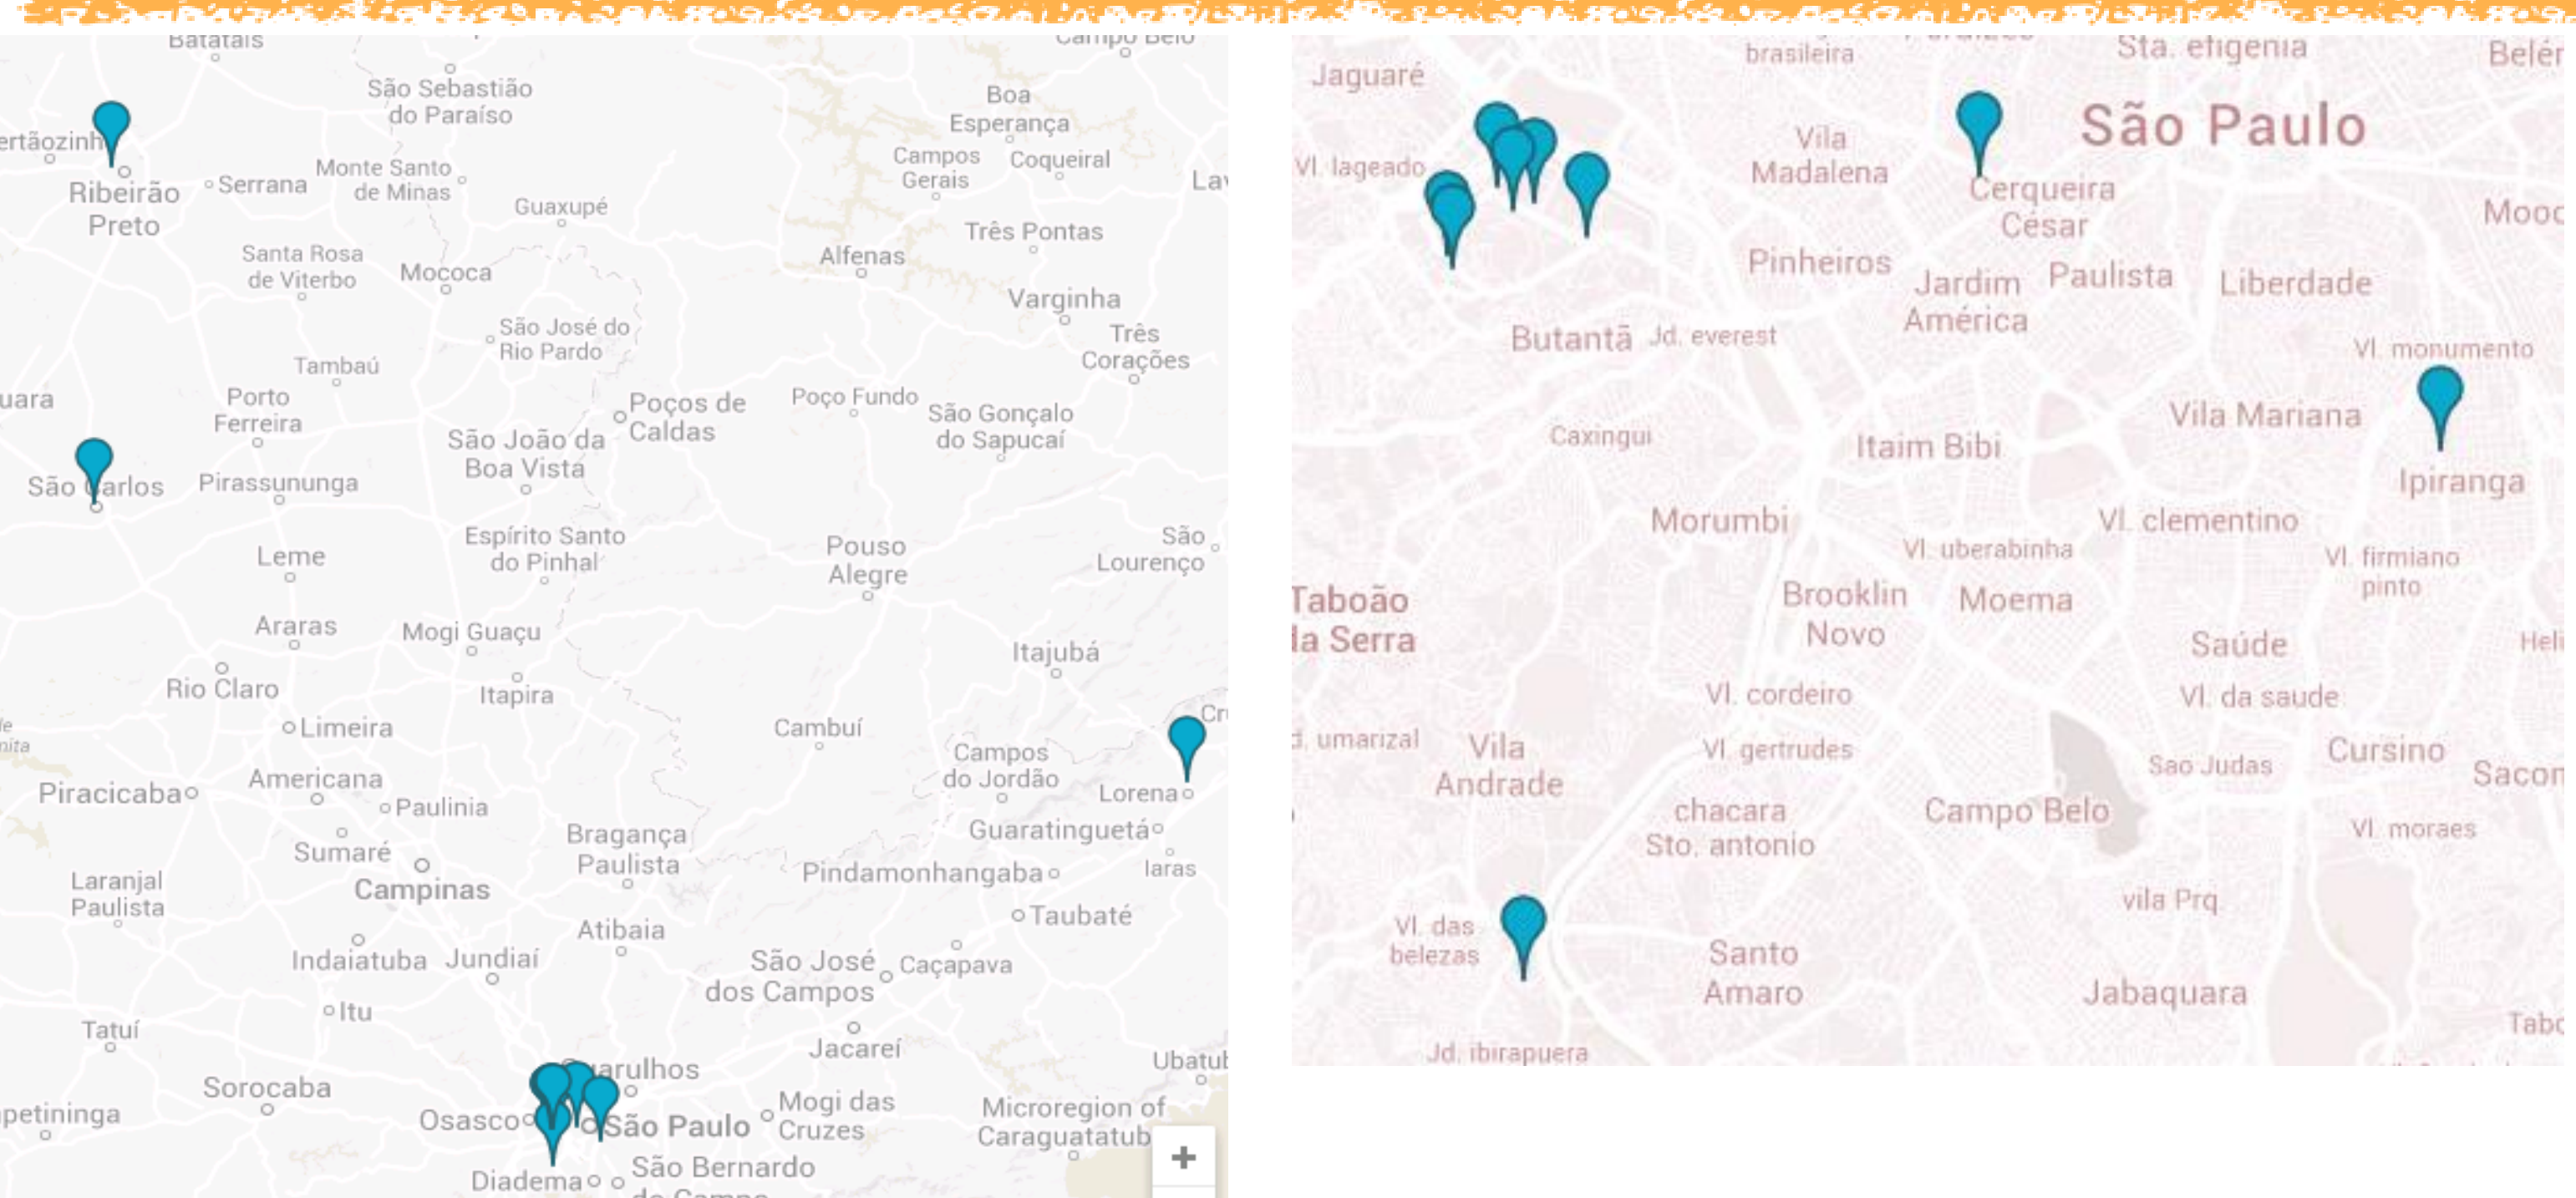 Batatais
São Sebastião
do Paraíso
Campo Belo
Boa
Esperança
Ribeirão
Preto
Serrana
Monte Santo
de Minas
Guaxupé
Campos
Gerais
Coqueiral
Três Pontas
Santa Rosa
de Viterbo
Mococa
Alfenas
Varginha
São José do
Rio Pardo
Três
Corações
Tambaú
Porto
Ferreira
Poços de
Caldas
Poço Fundo
São Gonçalo
do Sapucaí
São João da
Boa Vista
São Carlos
Pirassununga
Espírito Santo
do Pinhal
Pouso
Alegre
São
Lourenço
Leme
Araras
Mogi Guaçu
Itajubá
Rio Claro
Itapira
Limeira
Cambuí
Campos
do Jordão
Americana
Piracicaba
Paulinia
Lorena
Guaratinguetá
Sumaré
Bragança
Paulista
Pindamonhangaba
Iaras
Laranjal
Paulista
Campinas
Taubaté
Atibaia
Indaiatuba
Jundiaí
São José
dos Campos
Caçapava
Itu
Tatuí
Jacareí
Guarulhos
Sorocaba
Osasco
São Paulo
Mogi das
Cruzes
Microregion of
Caraguatatub
Diadema
São Bernardo
do Campo
+
brasileira
Sta. efigenia
Jaguaré
São Paulo
Vl. lageado
Vila
Madalena
Cerqueira
César
Pinheiros
Jardim
América
Paulista
Liberdade
Butantã
Jd. everest
Vl. monumento
Caxingui
Itaim Bibi
Vila Mariana
Ipiranga
Morumbi
Vl. clementino
Vl. uberabinha
Vl. firmiano
pinto
Taboão
da Serra
Brooklin
Novo
Moema
Saúde
Vl. cordeiro
Vl. da saude
umarizal
Vila
Andrade
Vl. gertrudes
Sao Judas
Cursino
chacara
Sto. antonio
Campo Belo
Vl. moraes
vila Prq
Vl. das
belezas
Santo
Amaro
Jabaquara
Jd. ibirapuera